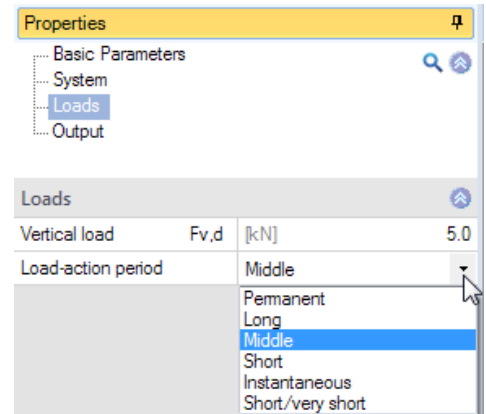 Properties
Basic Parameters
System
Loads
Output
Loads
Vertical load Fv,d [kN] 5.0
Load-action period Middle
Permanent
Long
Middle
Short
Instantaneous
Short/very short